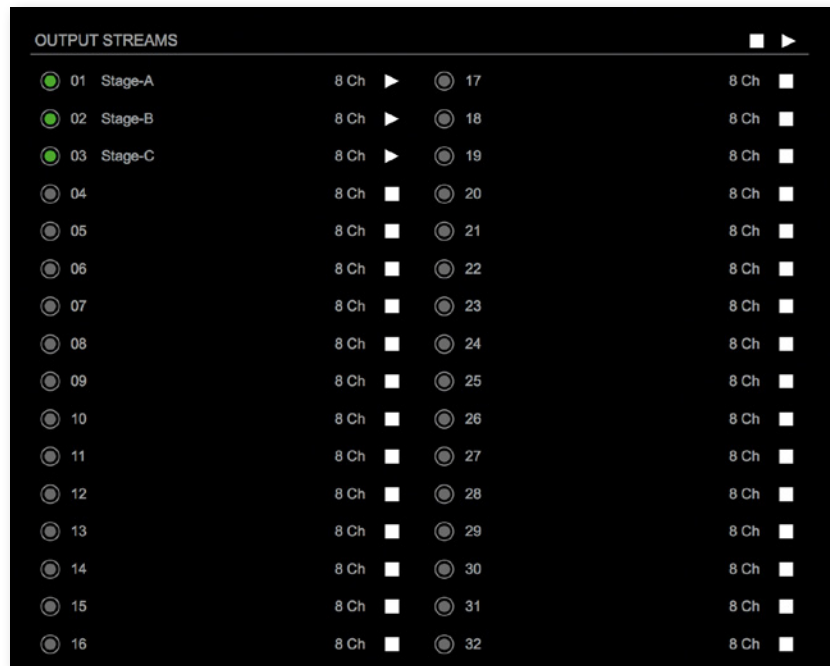 OUTPUT STREAMS
01 Stage-A 8 Ch
02 Stage-B 8 Ch
03 Stage-C 8 Ch
04 8 Ch
05 8 Ch
06 8 Ch
07 8 Ch
08 8 Ch
09 8 Ch
10 8 Ch
11 8 Ch
12 8 Ch
13 8 Ch
14 8 Ch
15 8 Ch
16 8 Ch
17 8 Ch
18 8 Ch
19 8 Ch
20 8 Ch
21 8 Ch
22 8 Ch
23 8 Ch
24 8 Ch
25 8 Ch
26 8 Ch
27 8 Ch
28 8 Ch
29 8 Ch
30 8 Ch
31 8 Ch
32 8 Ch